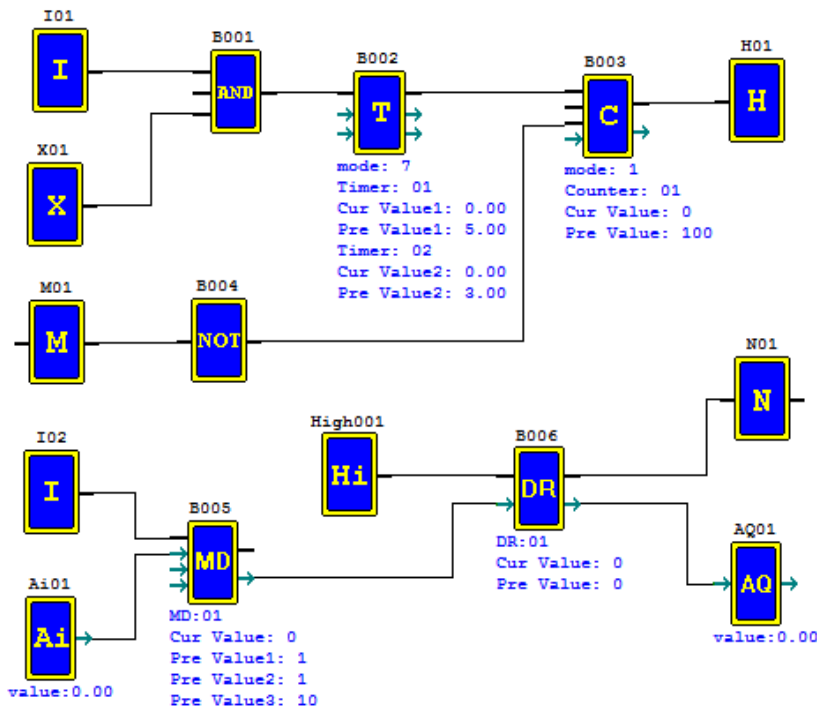 I01
I
B001
AND
B002
T
mode: 7
Timer: 01
Cur Value1: 0.00
Pre Value1: 5.00
Timer: 02
Cur Value2: 0.00
Pre Value2: 3.00
B003
C
mode: 1
Counter: 01
Cur Value: 0
Pre Value: 100
H01
H
X01
X
M01
M
B004
NOT
N01
N
I02
I
High001
Hi
B006
DR
DR:01
Cur Value: 0
Pre Value: 0
B005
MD
MD:01
Cur Value: 0
Pre Value1: 1
Pre Value2: 1
Pre Value3: 10
AQ01
AQ
value:0.00
Ai01
Ai
value:0.00